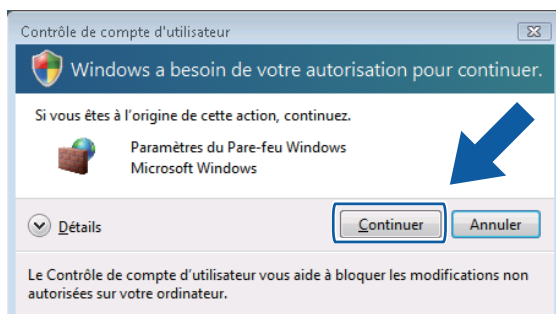 Contrôle de compte d'utilisateur
Windows a besoin de votre autorisation pour continuer.
Si vous êtes à l'origine de cette action, continuez.
Paramètres du Pare-feu Windows
Microsoft Windows
Détails
Continuer
Annuler
Le Contrôle de compte d'utilisateur vous aide à bloquer les modifications non
autorisées sur votre ordinateur.